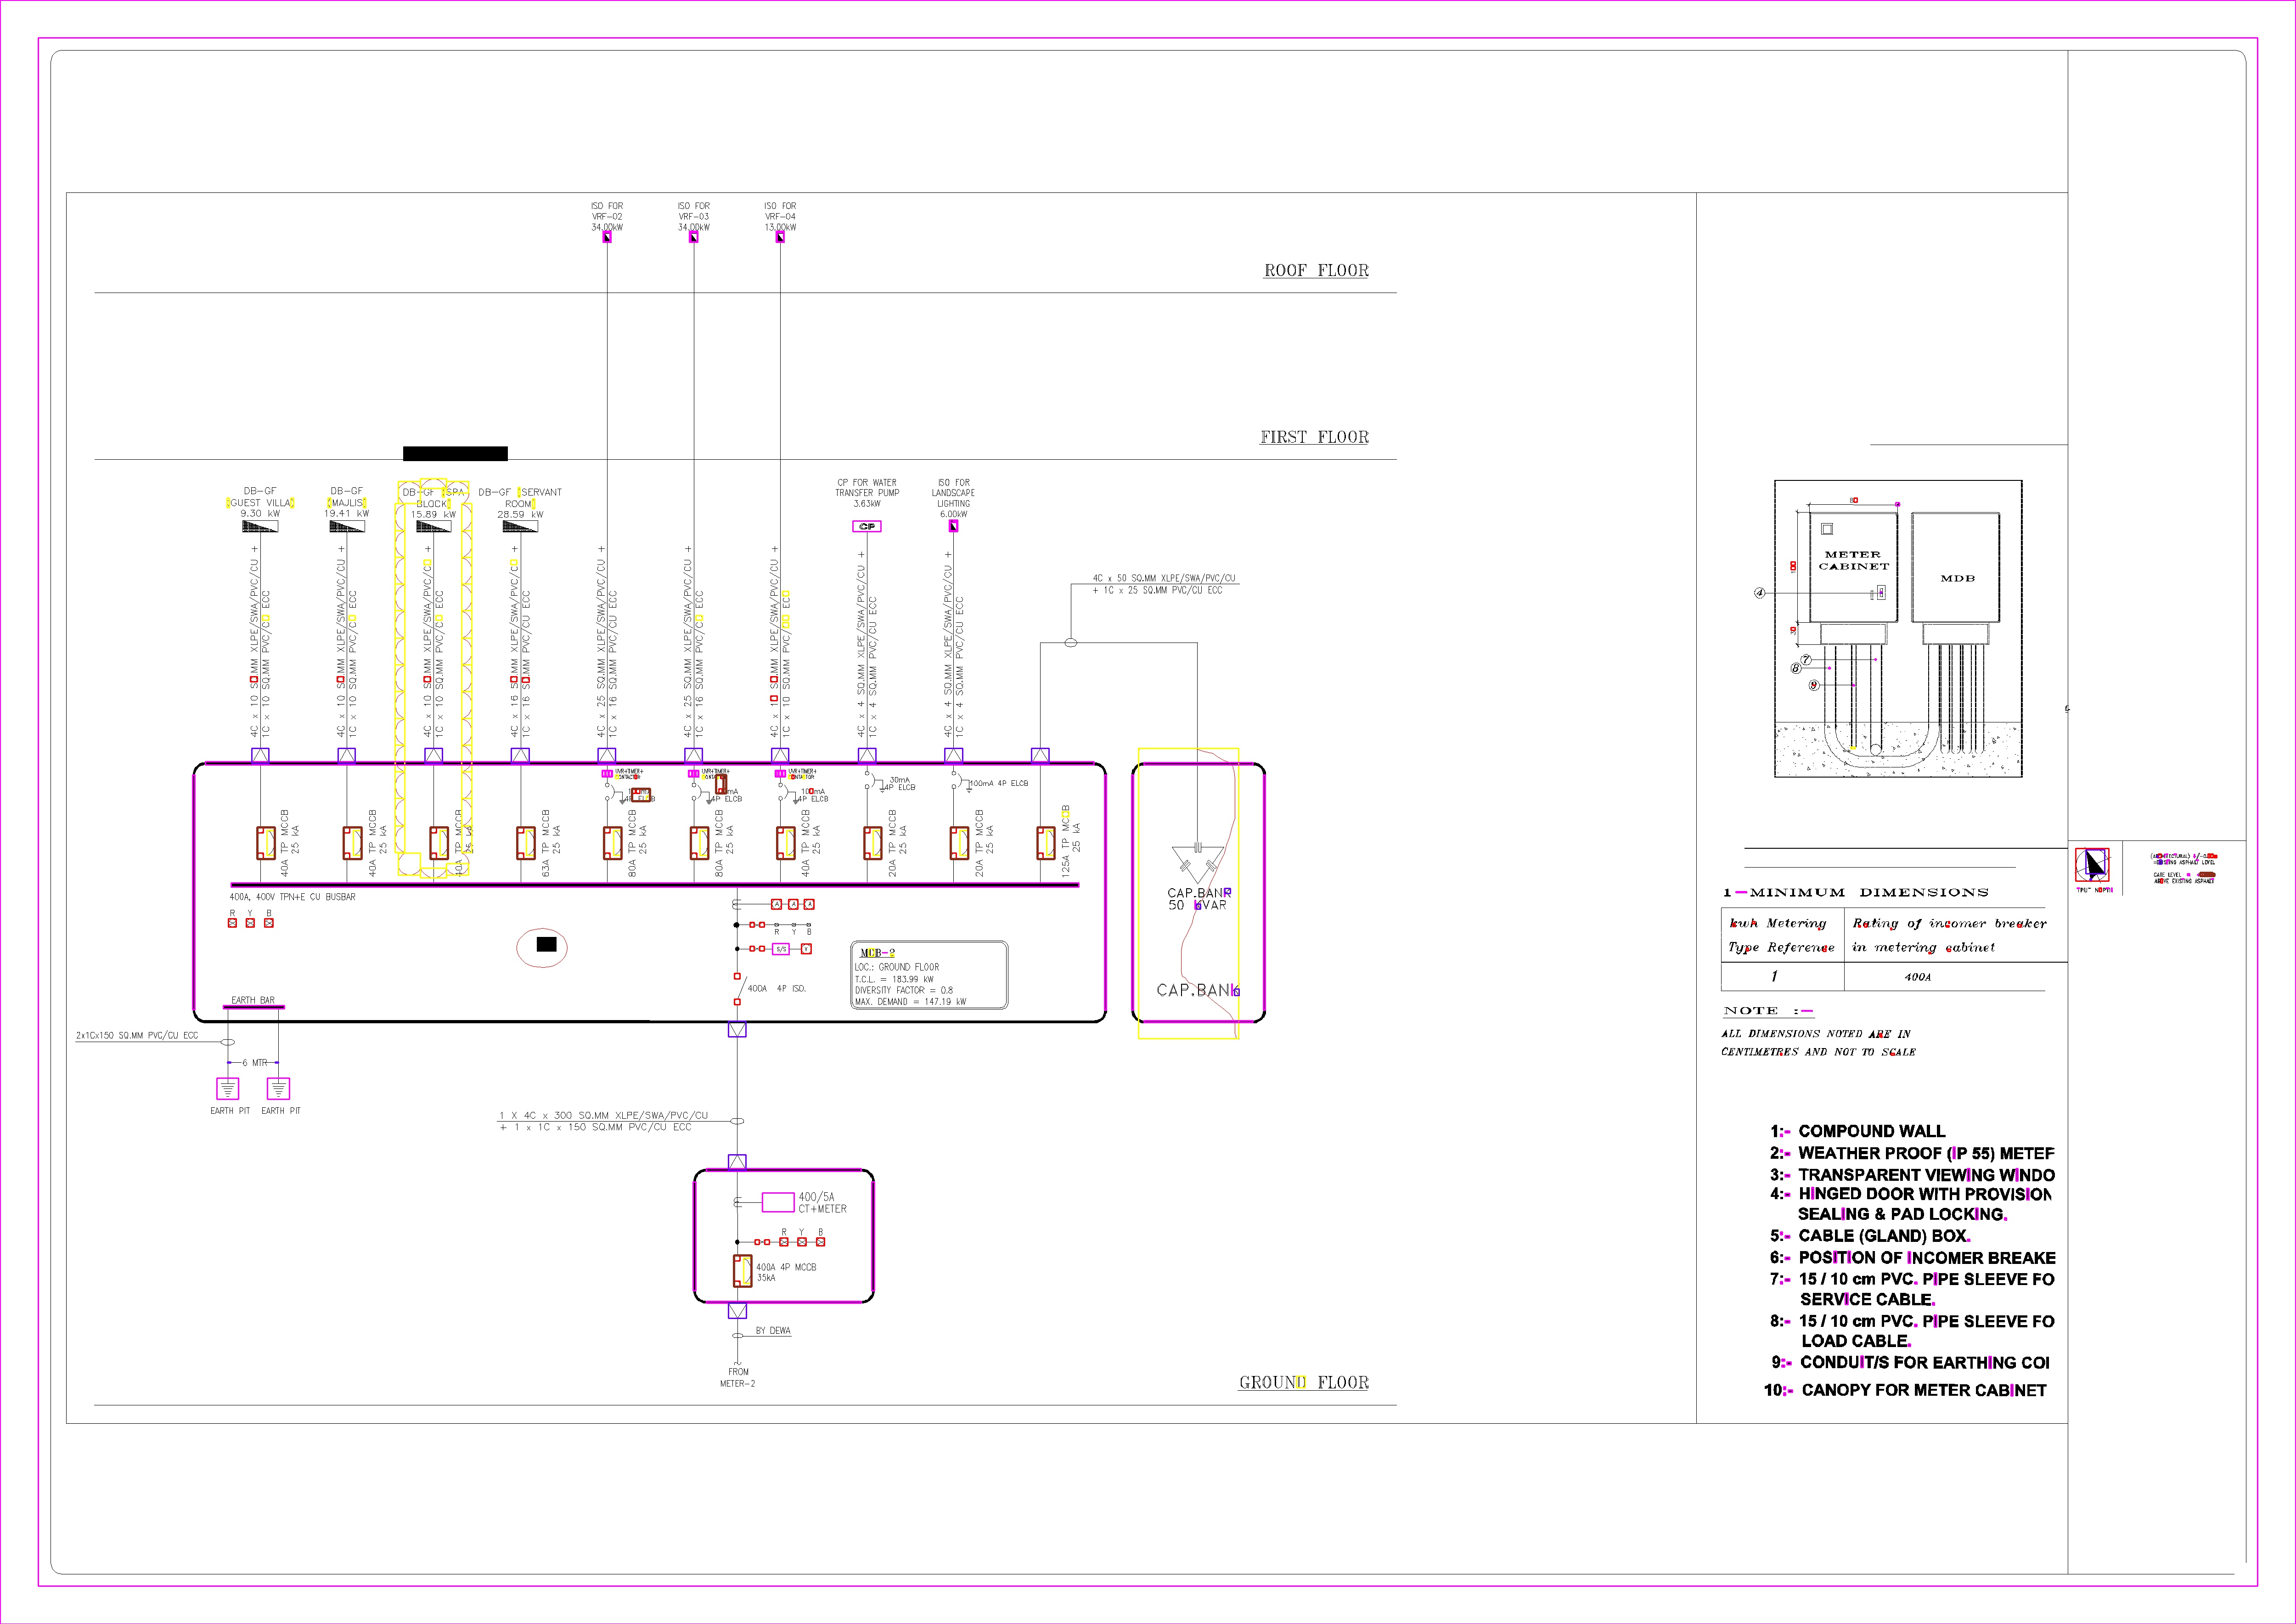 ISO FOR
VRF-02
34.00kW
ISO FOR
VRF-03
34.00kW
ISO FOR
VRF-04
13.00kW
ROOF FLOOR
FIRST FLOOR
DB-GF
(GUEST VILLA)
9.30 kW
DB-GF
(MAJLIS)
19.41 kW
DB-GF (SPA
BLOCK)
15.89 kW
DB-GF (SERVANT
ROOM)
28.59 kW
CP FOR WATER
TRANSFER PUMP
3.63kW
CP
ISO FOR
LANDSCAPE
LIGHTING
6.00kW
4C x 10 SQ.MM XLPE/SWA/PVC/CU +
1C x 10 SQ.MM PVC/CU ECC
4C x 10 SQ.MM XLPE/SWA/PVC/CU +
1C x 10 SQ.MM PVC/CU ECC
4C x 10 SQ.MM XLPE/SWA/PVC/CU +
1C x 10 SQ.MM PVC/CU ECC
4C x 16 SQ.MM XLPE/SWA/PVC/CU +
1C x 16 SQ.MM PVC/CU ECC
4C x 25 SQ.MM XLPE/SWA/PVC/CU +
1C x 16 SQ.MM PVC/CU ECC
4C x 25 SQ.MM XLPE/SWA/PVC/CU +
1C x 16 SQ.MM PVC/CU ECC
4C x 10 SQ.MM XLPE/SWA/PVC/CU +
1C x 10 SQ.MM PVC/CU ECC
4C x 4 SQ.MM XLPE/SWA/PVC/CU +
1C x 4 SQ.MM PVC/CU ECC
4C x 4 SQ.MM XLPE/SWA/PVC/CU +
1C x 4 SQ.MM PVC/CU ECC
4C x 50 SQ.MM XLPE/SWA/PVC/CU
+ 1C x 25 SQ.MM PVC/CU ECC
UVR+TIMER+
CONTACTOR
4P ELCB
UVR+TIMER+
CONTACTOR
4P ELCB
UVR+TIMER+
CONTACTOR
100mA
4P ELCB
30mA
4P ELCB
100mA 4P ELCB
40A TP MCCB
25 kA
40A TP MCCB
25 kA
40A TP MCCB
25 kA
63A TP MCCB
25 kA
80A TP MCCB
25 kA
80A TP MCCB
25 kA
40A TP MCCB
25 kA
20A TP MCCB
25 kA
20A TP MCCB
25 kA
125A TP MCCB
25 kA
400A, 400V TPN+E CU BUSBAR
R Y B
A A A
R Y B
S/S V
400A 4P ISO.
MDB-2
LOC.: GROUND FLOOR
T.C.L. = 183.99 kW
DIVERSITY FACTOR = 0.8
MAX. DEMAND = 147.19 kW
CAP.BANK
50 KVAR
CAP.BANK
EARTH BAR
2x1Cx150 SQ.MM PVC/CU ECC
6 MTR
EARTH PIT EARTH PIT
1 X 4C x 300 SQ.MM XLPE/SWA/PVC/CU
+ 1 x 1C x 150 SQ.MM PVC/CU ECC
400/5A
CT+METER
R Y B
400A 4P MCCB
35kA
BY DEWA
FROM
METER-2
GROUND FLOOR
METER
CABINET
MDB
4
7
8
9
1-MINIMUM DIMENSIONS
kwh Metering
Type Reference
Rating of incomer breaker
in metering cabinet
1
400A
NOTE :-
ALL DIMENSIONS NOTED ARE IN
CENTIMETRES AND NOT TO SCALE
1:- COMPOUND WALL
2:- WEATHER PROOF (IP 55) METEF
3:- TRANSPARENT VIEWING WINDO
4:- HINGED DOOR WITH PROVISION
SEALING & PAD LOCKING.
5:- CABLE (GLAND) BOX.
6:- POSITION OF INCOMER BREAKE
7:- 15 / 10 cm PVC. PIPE SLEEVE FO
SERVICE CABLE.
8:- 15 / 10 cm PVC. PIPE SLEEVE FO
LOAD CABLE.
9:- CONDUIT/S FOR EARTHING COI
10:- CANOPY FOR METER CABINET
EXISTING ASPHALT LEVEL
GATE LEVEL
ABOVE EXISTING ASPHALT